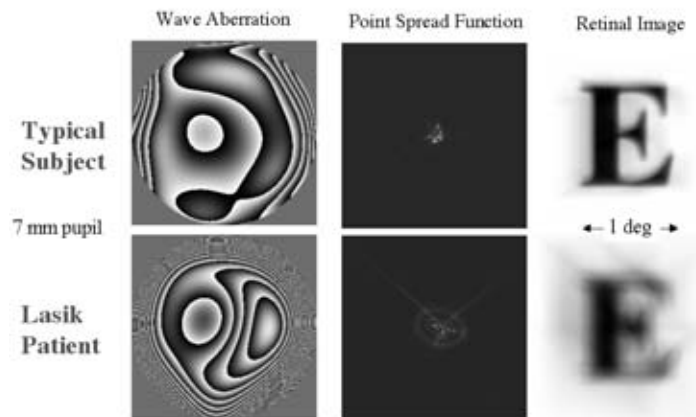 Wave Aberration
Point Spread Function
Retinal Image
Typical
Subject
E
7 mm pupil
1 deg
Lasik
Patient
E